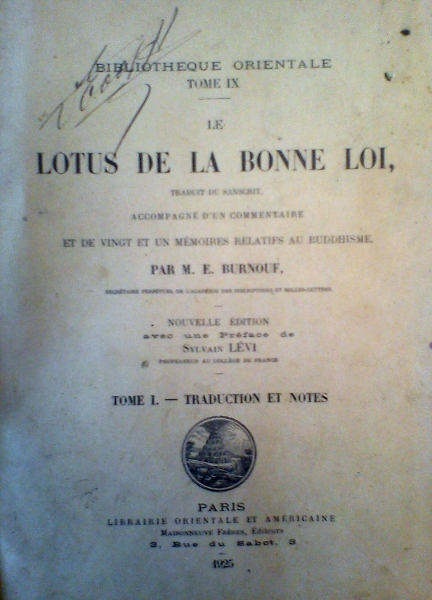 BIBLIOTHEQUE ORIENTALE
TOME IX
LE
LOTUS DE LA BONNE LOI,
TRADUIT DU SANSCRIT,
ACCOMPAGNÉ D'UN COMMENTAIRE
ET DE VINGT ET UN MÉMOIRES RELATIFS AU BUDDHISME,
PAR M. E. BURNOUF,
SECRÉTAIRE PERPÉTUEL DE L'ACADÉMIE DES INSCRIPTIONS ET BELLES-LETTRES.
NOUVELLE ÉDITION
avec une Préface de
SYLVAIN LÉVI
PROFESSEUR AU COLLÈGE DE FRANCE
TOME I. — TRADUCTION ET NOTES
PARIS
LIBRAIRIE ORIENTALE ET AMÉRICAINE
MAISONNEUVE FRÈRES, Éditeurs
3, Rue du Sabot, 3
1925